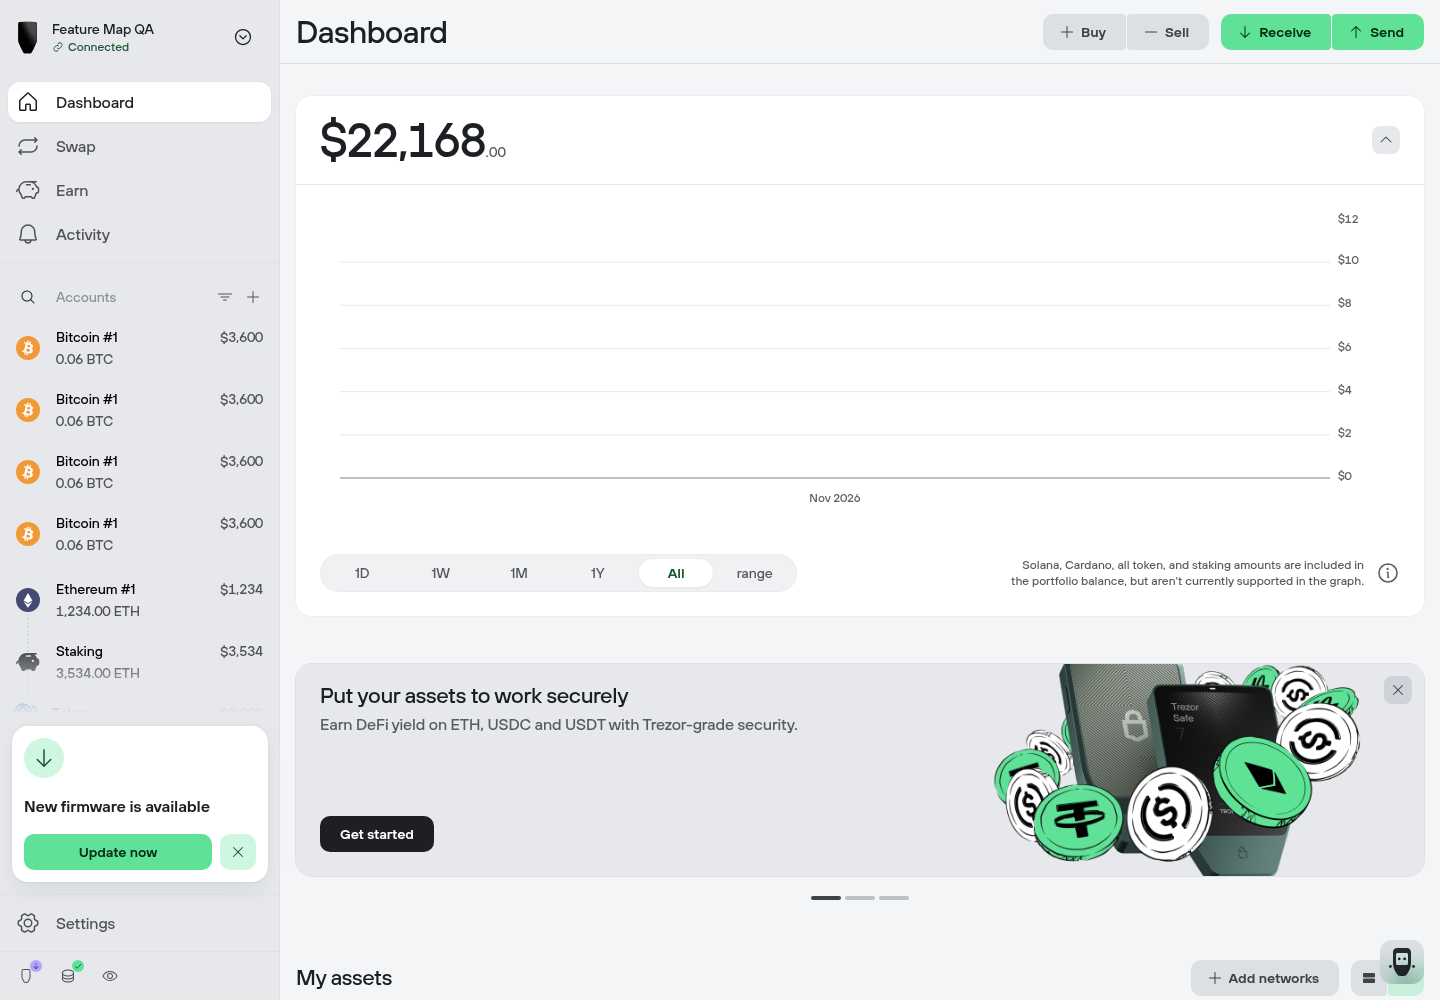 Feature Map QA
Connected
Dashboard
Swap
Earn
Activity
Accounts
Bitcoin #1 $3,600
0.06 BTC
Bitcoin #1 $3,600
0.06 BTC
Bitcoin #1 $3,600
0.06 BTC
Bitcoin #1 $3,600
0.06 BTC
Ethereum #1 $1,234
1,234.00 ETH
Staking $3,534
3,534.00 ETH
New firmware is available
Update now
Settings
Dashboard
Buy
Sell
Receive
Send
$22,168.00
$12
$10
$8
$6
$4
$2
$0
Nov 2026
1D 1W 1M 1Y All range
Solana, Cardano, all token, and staking amounts are included in
the portfolio balance, but aren't currently supported in the graph.
Put your assets to work securely
Earn DeFi yield on ETH, USDC and USDT with Trezor-grade security.
Get started
Trezor
Safe
7
My assets
Add networks